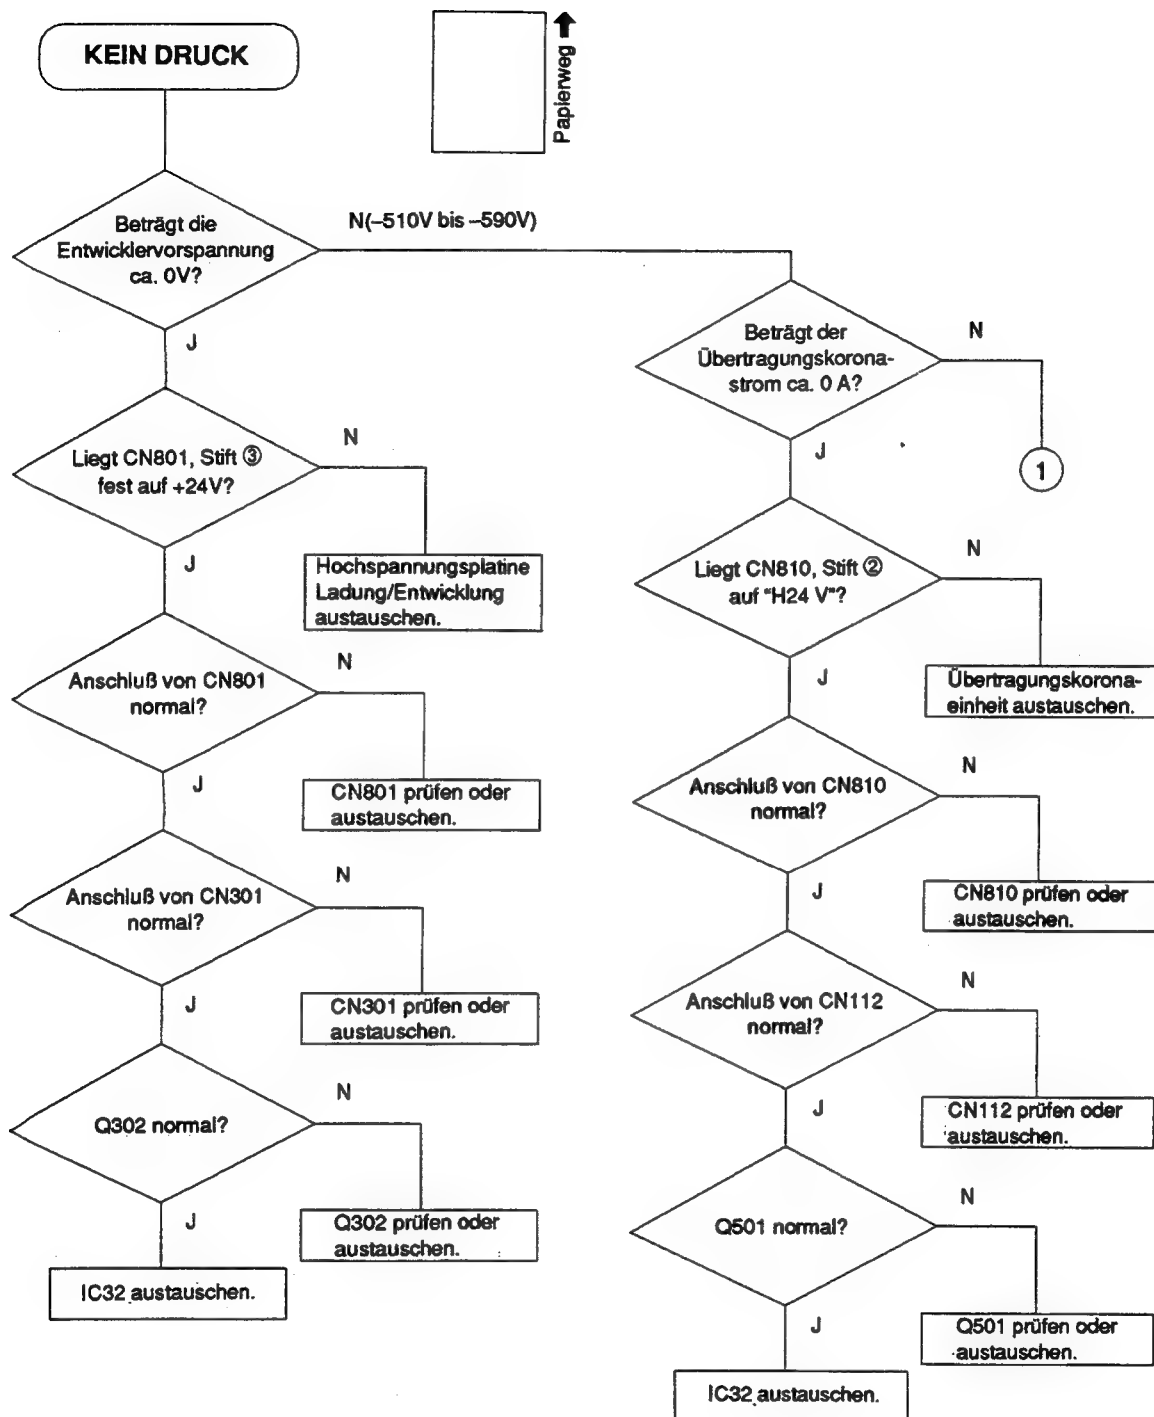 KEIN DRUCK
Papierweg
Beträgt die
Entwicklervorspannung
ca. 0V?
N(–510V bis –590V)
J
Liegt CN801, Stift ③
fest auf +24V?
N
Hochspannungsplatine
Ladung/Entwicklung
austauschen.
J
Anschluß von CN801
normal?
N
CN801 prüfen oder
austauschen.
J
Anschluß von CN301
normal?
N
CN301 prüfen oder
austauschen.
J
Q302 normal?
N
Q302 prüfen oder
austauschen.
J
IC32 austauschen.
Beträgt der
Übertragungskorona-
strom ca. 0 A?
N
1
J
Liegt CN810, Stift ②
auf "H24 V"?
N
Übertragungskorona-
einheit austauschen.
J
Anschluß von CN810
normal?
N
CN810 prüfen oder
austauschen.
J
Anschluß von CN112
normal?
N
CN112 prüfen oder
austauschen.
J
Q501 normal?
N
Q501 prüfen oder
austauschen.
J
IC32 austauschen.